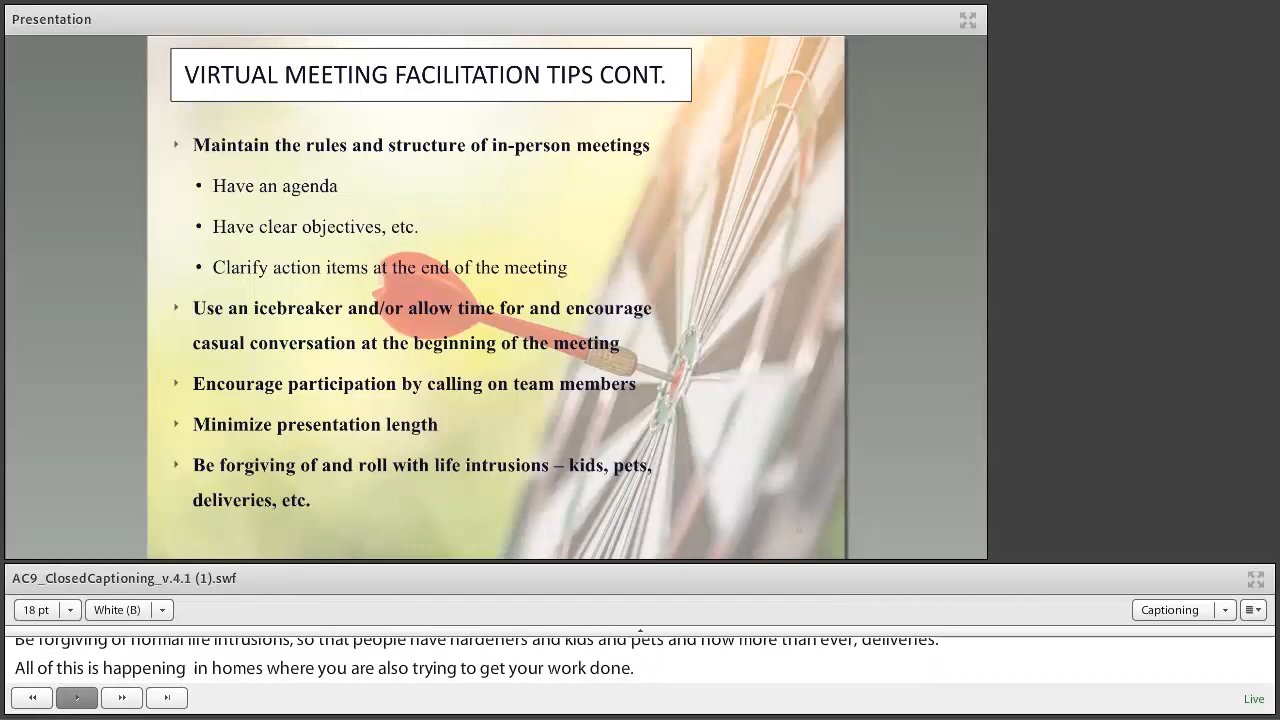 Presentation
VIRTUAL MEETING FACILITATION TIPS CONT.
Maintain the rules and structure of in-person meetings
• Have an agenda
• Have clear objectives, etc.
• Clarify action items at the end of the meeting
Use an icebreaker and/or allow time for and encourage
casual conversation at the beginning of the meeting
Encourage participation by calling on team members
Minimize presentation length
Be forgiving of and roll with life intrusions – kids, pets,
deliveries, etc.
AC9_ClosedCaptioning_v.4.1 (1).swf
18 pt White (B) Captioning
Be forgiving of normal life intrusions, so that people have hardeners and kids and pets and now more than ever, deliveries.
All of this is happening in homes where you are also trying to get your work done.
Live